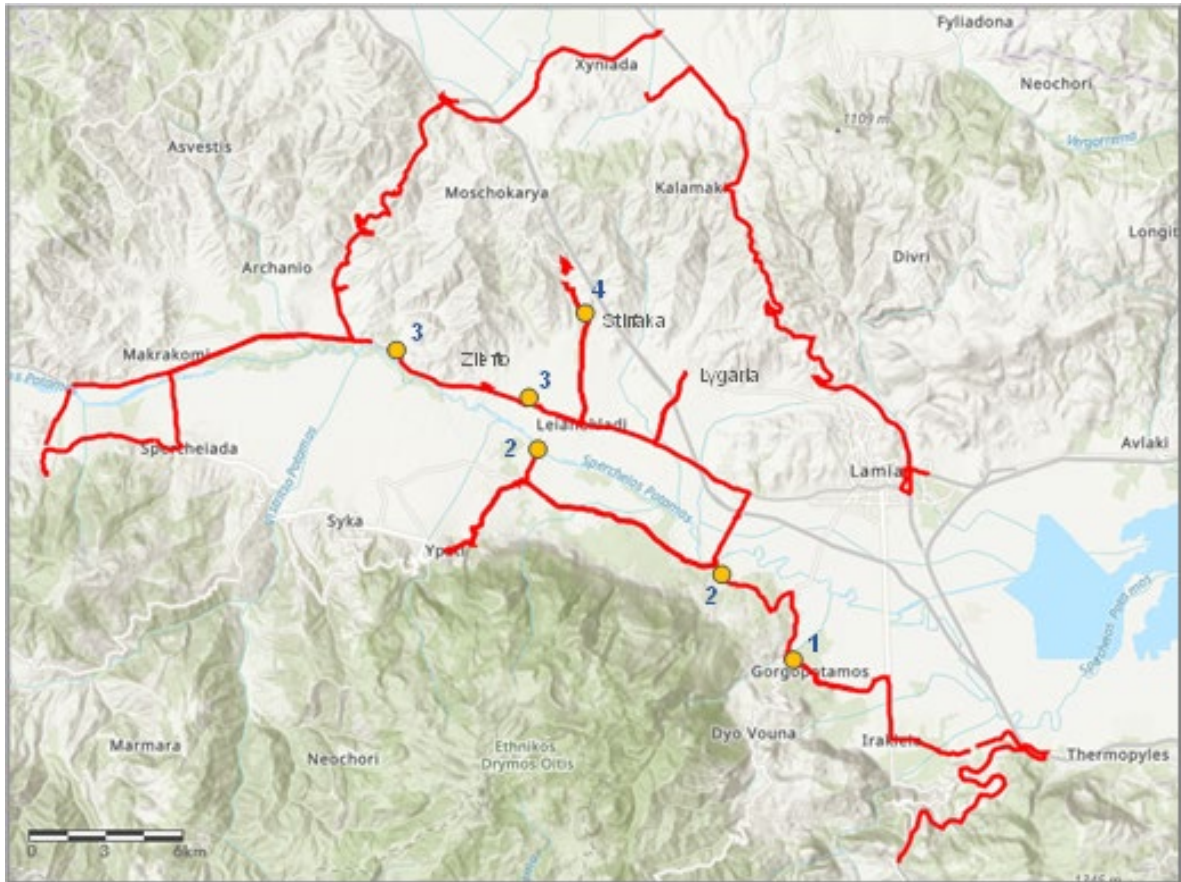 Fyliadona
Xyniada
Neochori
1109 m.
Asvestis
Moschokarya
Kalamaki
Longit
Divri
Archanio
4
3
Makrakomi
3
Lygaria
2
Leianokladi
Avlaki
Spercheiada
Spercheios Potamos
Lamia
Syka
Ypati
2
1
Spercheios Potamos
Gorgopotamos
Dyo Vouna
Irakleia
Marmara
Neochori
Ethnikos
Drymos Oitis
Thermopyles
0 3 6km